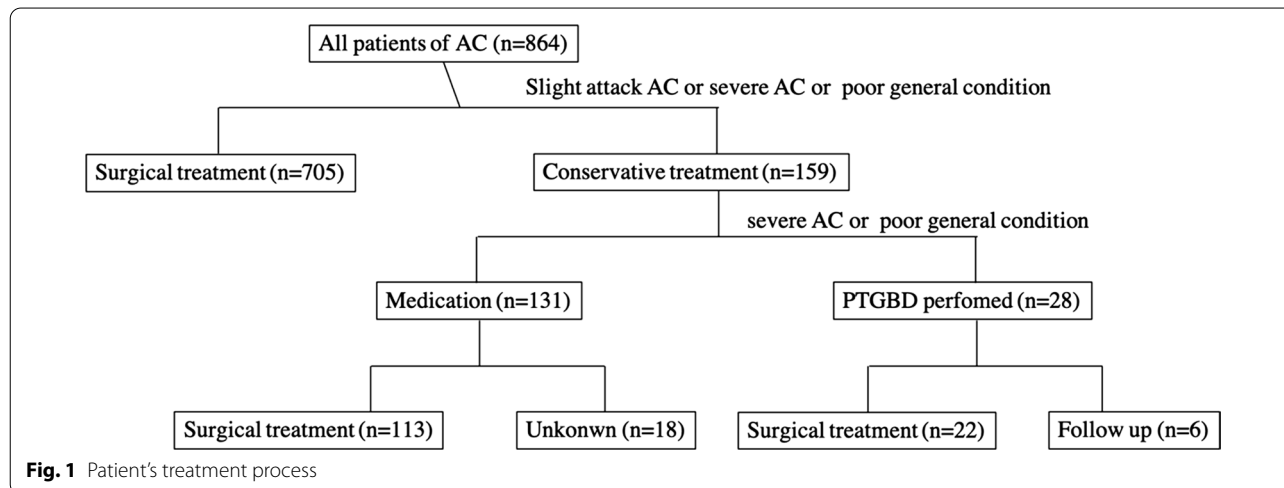 All patients of AC (n=864)
Slight attack AC or severe AC or poor general condition
Surgical treatment (n=705)
Conservative treatment (n=159)
severe AC or poor general condition
Medication (n=131)
PTGBD perfomed (n=28)
Surgical treatment (n=113)
Unkonwn (n=18)
Surgical treatment (n=22)
Follow up (n=6)
Fig. 1 Patient's treatment process